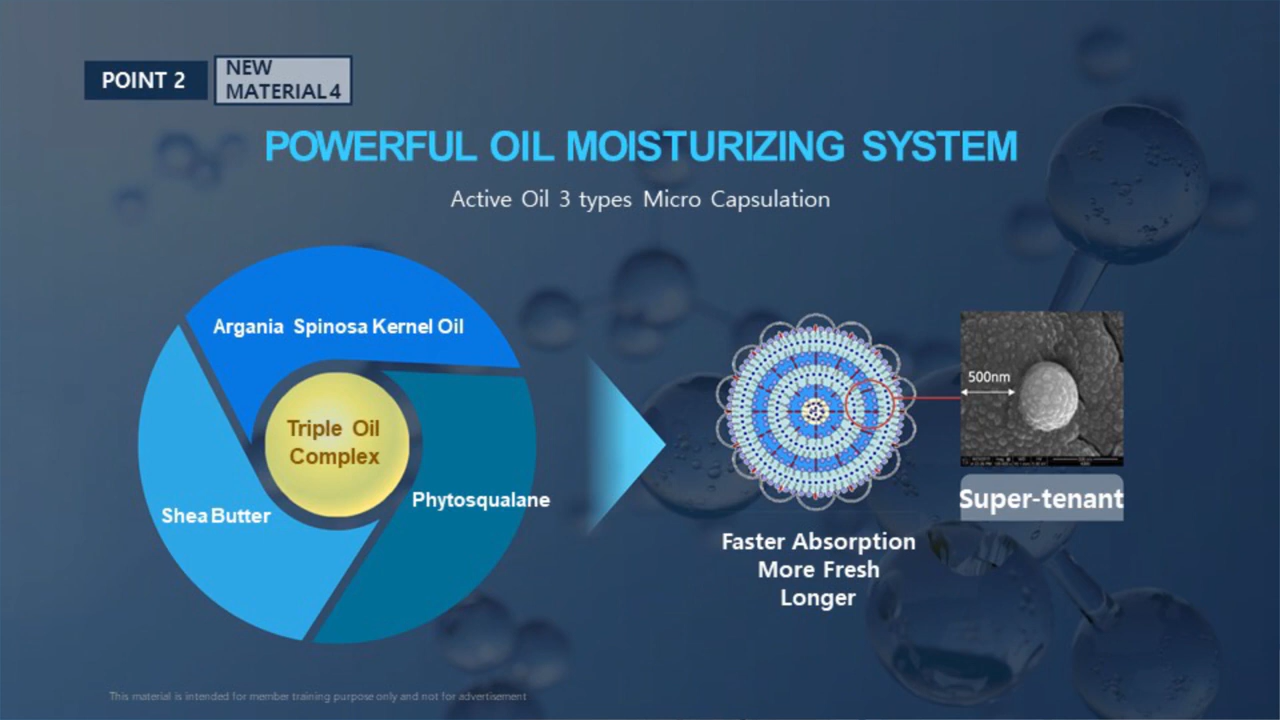 POINT 2
NEW
MATERIAL4
POWERFUL OIL MOISTURIZING SYSTEM
Active Oil 3 types Micro Capsulation
Argania Spinosa Kernel Oil
Triple Oil
Complex
Shea Butter
Phytosqualane
500nm
Super-tenant
Faster Absorption
More Fresh
Longer
This material is intended for member training purpose only and not for advertisement